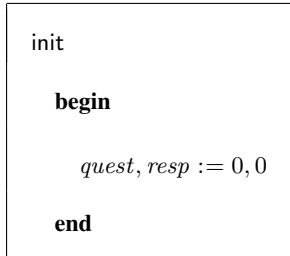 init
begin
quest, resp := 0, 0
end